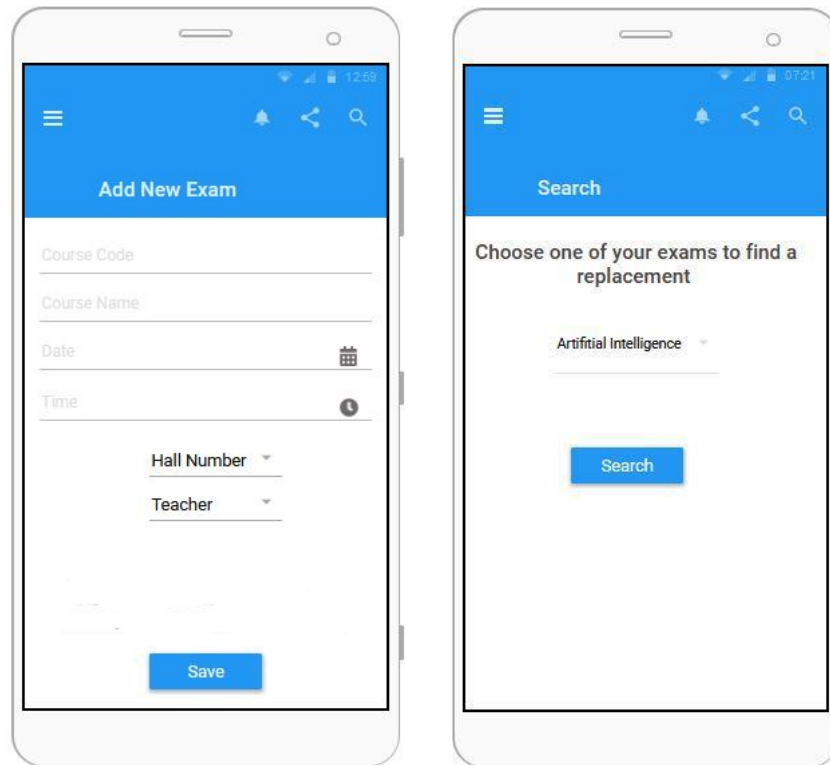 12:59
Add New Exam
Course Code
Course Name
Date
Time
Hall Number
Teacher
Save
07:21
Search
Choose one of your exams to find a
replacement
Artifitial Intelligence
Search